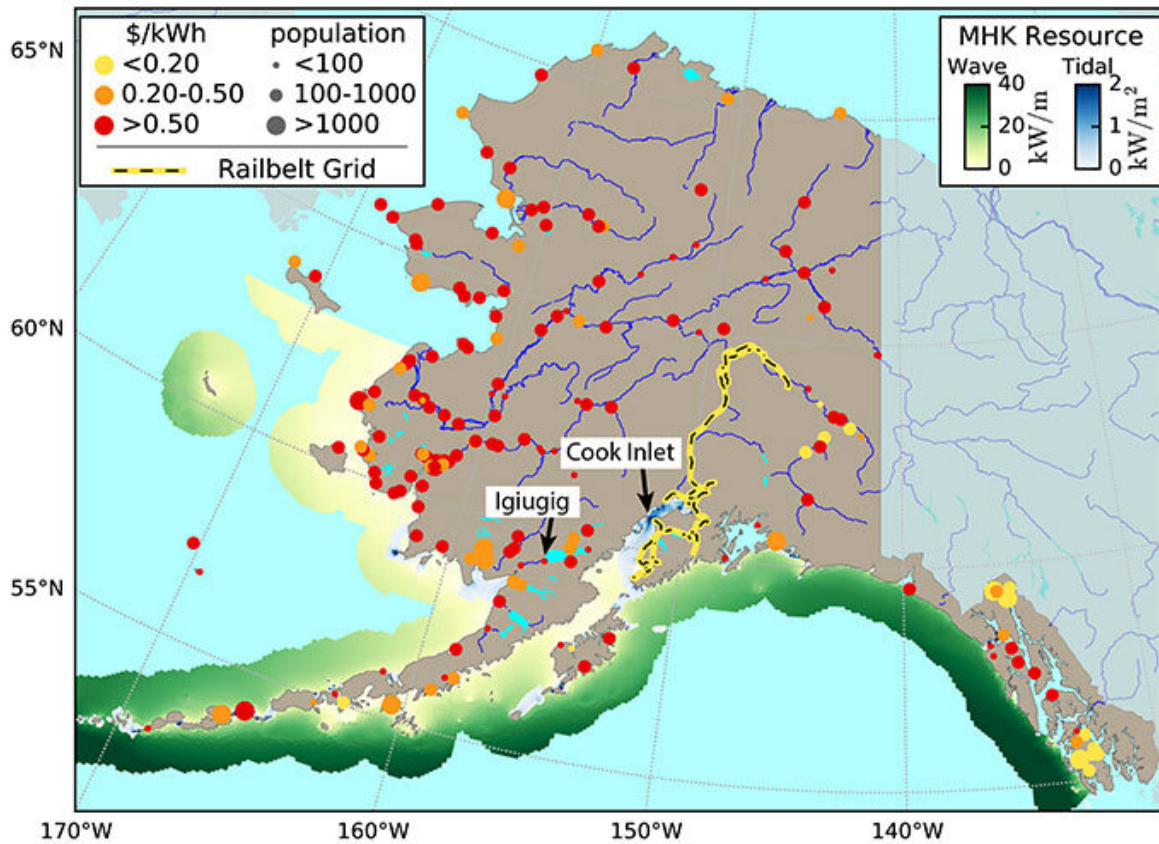 $/kWh population
<0.20 <100
0.20-0.50 100-1000
>0.50 >1000
Railbelt Grid
MHK Resource
Wave Tidal
40 2
20 kW/m 1 kW/m²
0 0
65°N
60°N
55°N
Cook Inlet
Igiugig
170°W 160°W 150°W 140°W